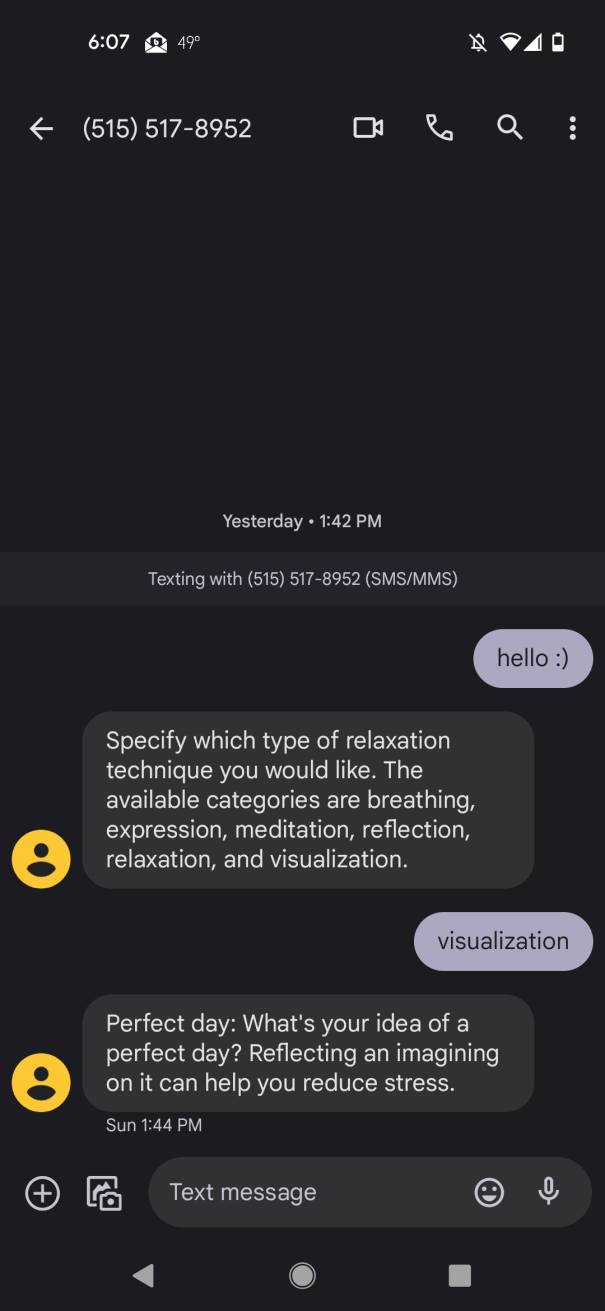 6:07 49°
(515) 517-8952
Yesterday • 1:42 PM
Texting with (515) 517-8952 (SMS/MMS)
hello :)
Specify which type of relaxation
technique you would like. The
available categories are breathing,
expression, meditation, reflection,
relaxation, and visualization.
visualization
Perfect day: What's your idea of a
perfect day? Reflecting an imagining
on it can help you reduce stress.
Sun 1:44 PM
Text message